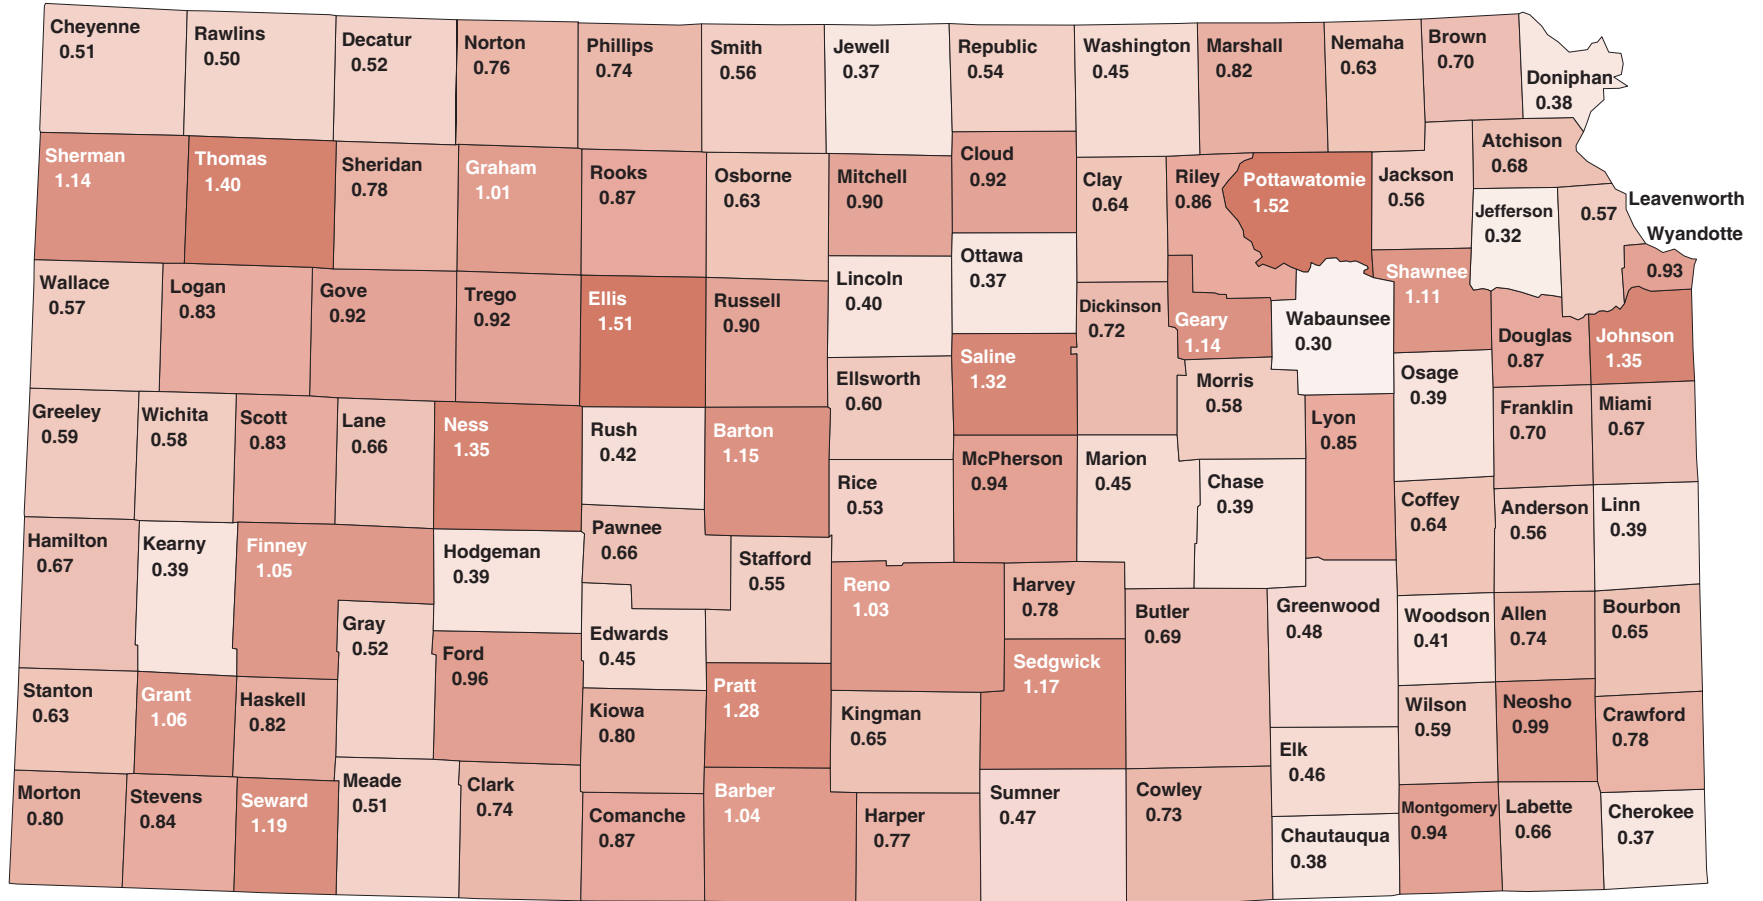 Cheyenne
0.51
Rawlins
0.50
Decatur
0.52
Norton
0.76
Phillips
0.74
Smith
0.56
Jewell
0.37
Republic
0.54
Washington
0.45
Marshall
0.82
Nemaha
0.63
Brown
0.70
Doniphan
0.38
Sherman
1.14
Thomas
1.40
Sheridan
0.78
Graham
1.01
Rooks
0.87
Osborne
0.63
Mitchell
0.90
Cloud
0.92
Clay
0.64
Riley
0.86
Pottawatomie
1.52
Jackson
0.56
Atchison
0.68
Jefferson
0.32
Leavenworth
0.57
Wyandotte
0.93
Wallace
0.57
Logan
0.83
Gove
0.92
Trego
0.92
Ellis
1.51
Russell
0.90
Lincoln
0.40
Ottawa
0.37
Dickinson
0.72
Geary
1.14
Wabaunsee
0.30
Shawnee
1.11
Douglas
0.87
Johnson
1.35
Ellsworth
0.60
Saline
1.32
Morris
0.58
Osage
0.39
Greeley
0.59
Wichita
0.58
Scott
0.83
Lane
0.66
Ness
1.35
Rush
0.42
Barton
1.15
Rice
0.53
McPherson
0.94
Marion
0.45
Chase
0.39
Lyon
0.85
Franklin
0.70
Miami
0.67
Coffey
0.64
Anderson
0.56
Linn
0.39
Hamilton
0.67
Kearny
0.39
Finney
1.05
Hodgeman
0.39
Pawnee
0.66
Stafford
0.55
Reno
1.03
Harvey
0.78
Butler
0.69
Greenwood
0.48
Woodson
0.41
Allen
0.74
Bourbon
0.65
Gray
0.52
Ford
0.96
Edwards
0.45
Sedgwick
1.17
Stanton
0.63
Grant
1.06
Haskell
0.82
Kiowa
0.80
Pratt
1.28
Kingman
0.65
Elk
0.46
Wilson
0.59
Neosho
0.99
Crawford
0.78
Morton
0.80
Stevens
0.84
Seward
1.19
Meade
0.51
Clark
0.74
Comanche
0.87
Barber
1.04
Harper
0.77
Sumner
0.47
Cowley
0.73
Chautauqua
0.38
Montgomery
0.94
Labette
0.66
Cherokee
0.37